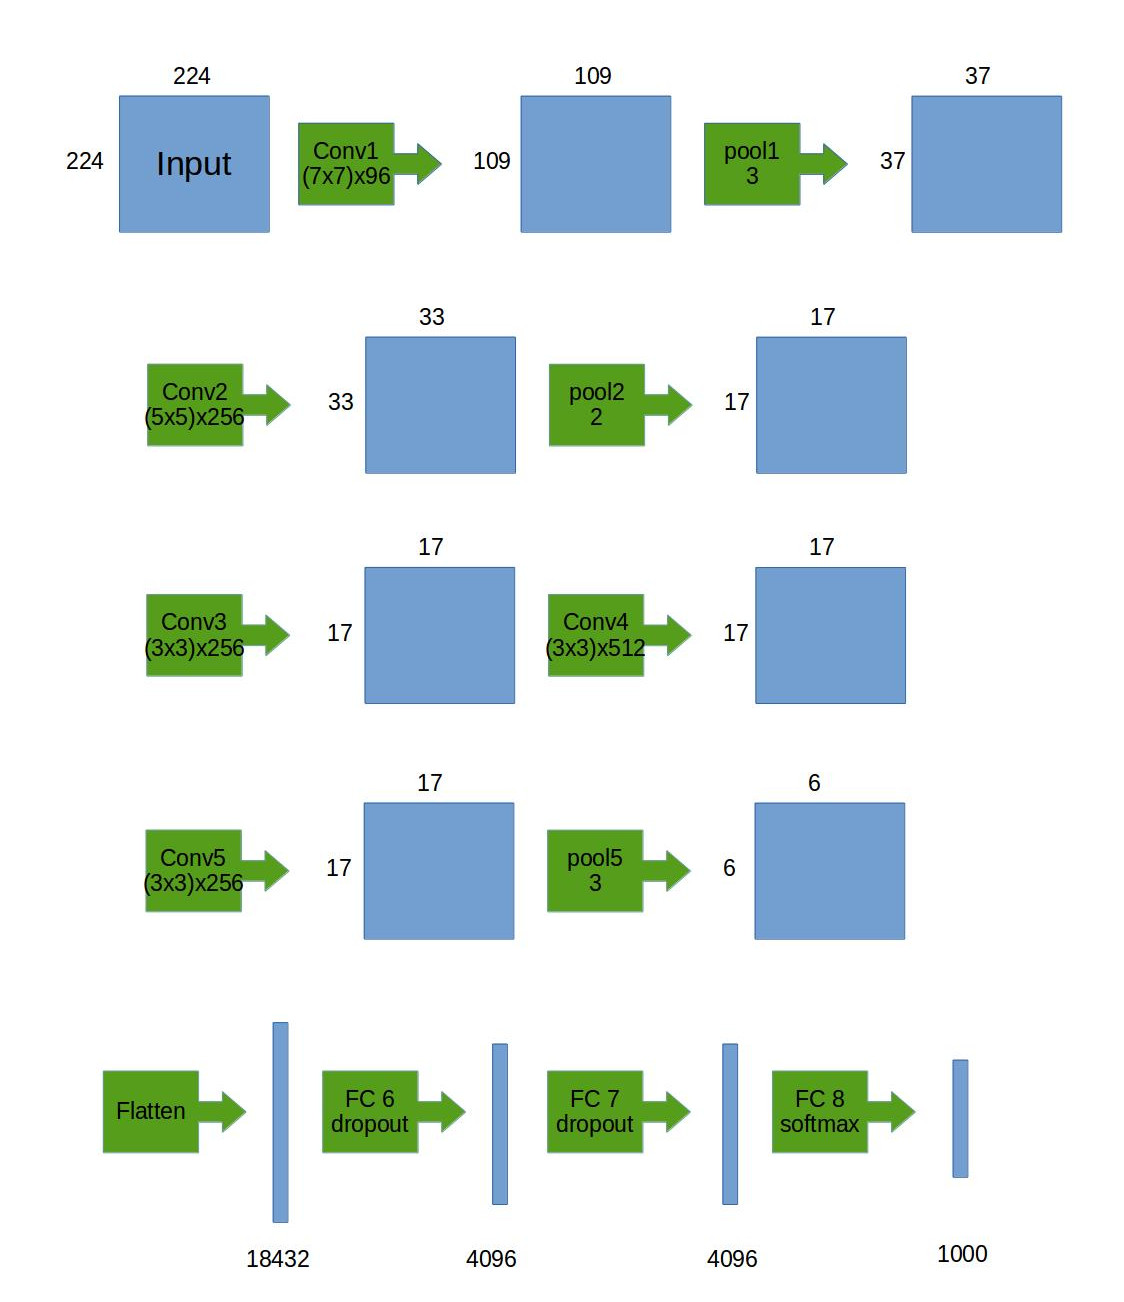 224
109
37
224
Input
Conv1
(7x7)x96
109
pool1
3
37
33
17
Conv2
(5x5)x256
33
pool2
2
17
17
17
Conv3
(3x3)x256
17
Conv4
(3x3)x512
17
17
6
Conv5
(3x3)x256
17
pool5
3
6
Flatten
FC 6
dropout
FC 7
dropout
FC 8
softmax
18432
4096
4096
1000